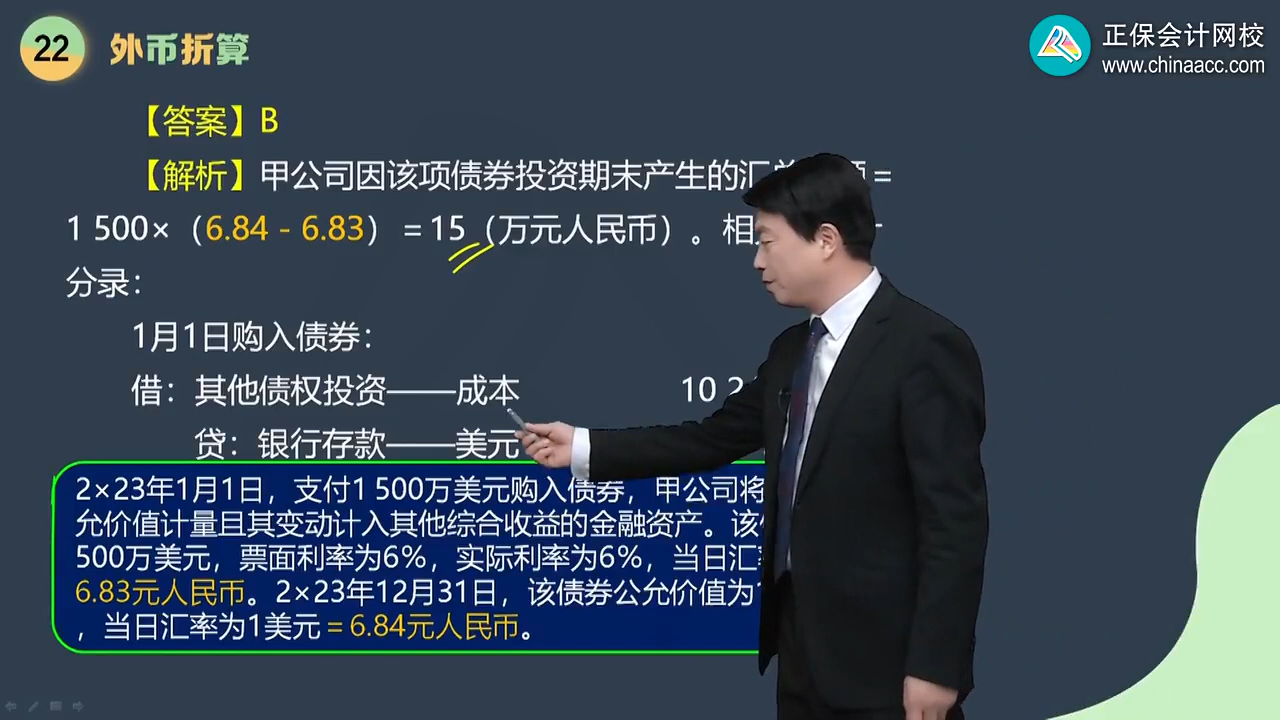 22 外币折算
正保会计网校
www.chinaacc.com
【答案】B
【解析】甲公司因该项债券投资期末产生的汇 =
1 500×（6.84 - 6.83）= 15（万元人民币）。相
分录：
1月1日购入债券：
借：其他债权投资——成本 10 2
贷：银行存款——美元
2×23年1月1日，支付1 500万美元购入债券，甲公司将
允价值计量且其变动计入其他综合收益的金融资产。该
500万美元，票面利率为6%，实际利率为6%，当日汇
6.83元人民币。2×23年12月31日，该债券公允价值为
，当日汇率为1美元＝6.84元人民币。